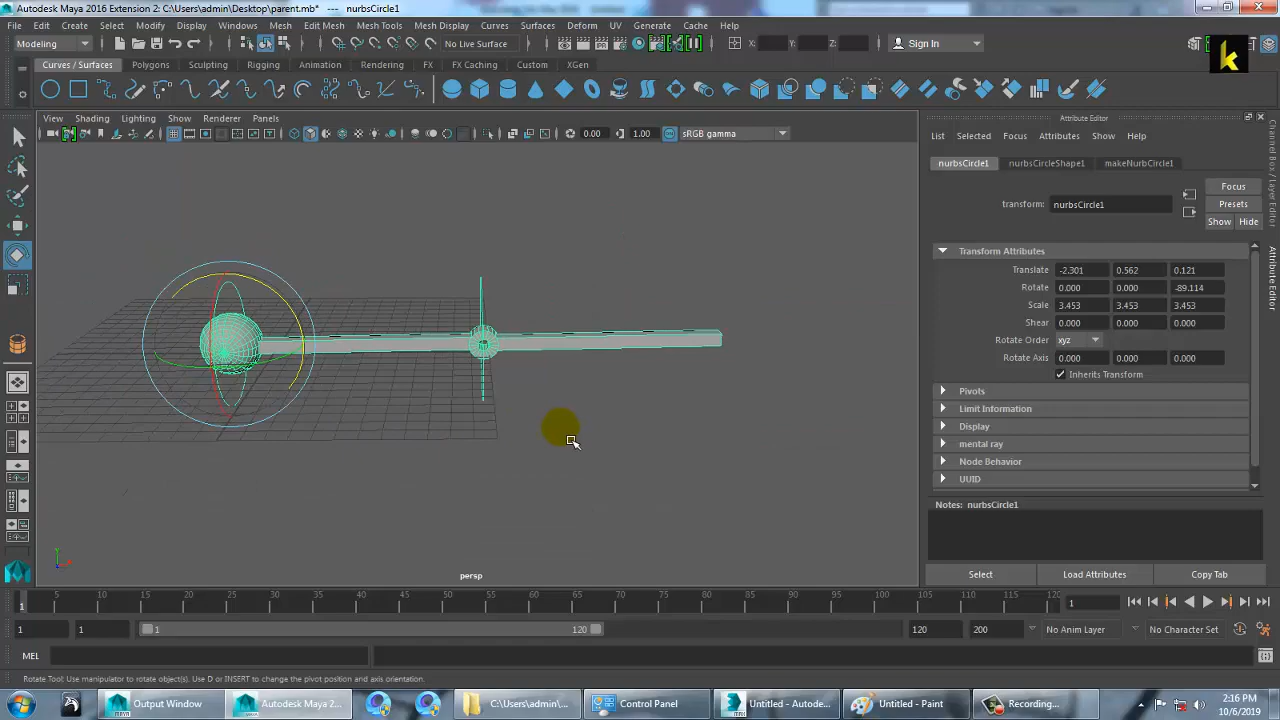 Autodesk Maya 2016 Extension 2: C:\Users\admin\Desktop\parent.mb* --- nurbsCircle1
File Edit Create Select Modify Display Windows Mesh Edit Mesh Mesh Tools Mesh Display Curves Surfaces Deform UV Generate Cache Help
Modeling No Live Surface X: Y: Z: Sign In
Curves / Surfaces Polygons Sculpting Rigging Animation Rendering FX FX Caching Custom XGen
View Shading Lighting Show Renderer Panels
0.00 1.00 sRGB gamma
persp
Attribute Editor
List Selected Focus Attributes Show Help
nurbsCircle1 nurbsCircleShape1 makeNurbCircle1
Focus
transform: nurbsCircle1 Presets
Show Hide
Transform Attributes
Translate -2.301 0.562 0.121
Rotate 0.000 0.000 -89.114
Scale 3.453 3.453 3.453
Shear 0.000 0.000 0.000
Rotate Order xyz
Rotate Axis 0.000 0.000 0.000
Inherits Transform
Pivots
Limit Information
Display
mental ray
Node Behavior
UUID
Notes: nurbsCircle1
Select Load Attributes Copy Tab
Channel Box / Layer Editor
Attribute Editor
1 5 10 15 20 25 30 35 40 45 50 55 60 65 70 75 80 85 90 95 100 105 110 115 120 1
1 1 1 120 120 200 No Anim Layer No Character Set
MEL
Rotate Tool: Use manipulator to rotate object(s). Use D or INSERT to change the pivot position and axis orientation.
Output Window Autodesk Maya 2... C:\Users\admin\... Control Panel Untitled - Autode... Untitled - Paint Recording... 2:16 PM
10/6/2019